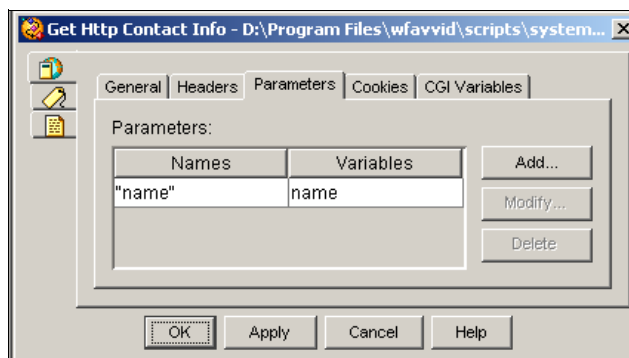 Get Http Contact Info - D:\Program Files\wfavvid\scripts\system...
General Headers Parameters Cookies CGI Variables
Parameters:
Names Variables Add...
"name" name
Modify...
Delete
OK Apply Cancel Help